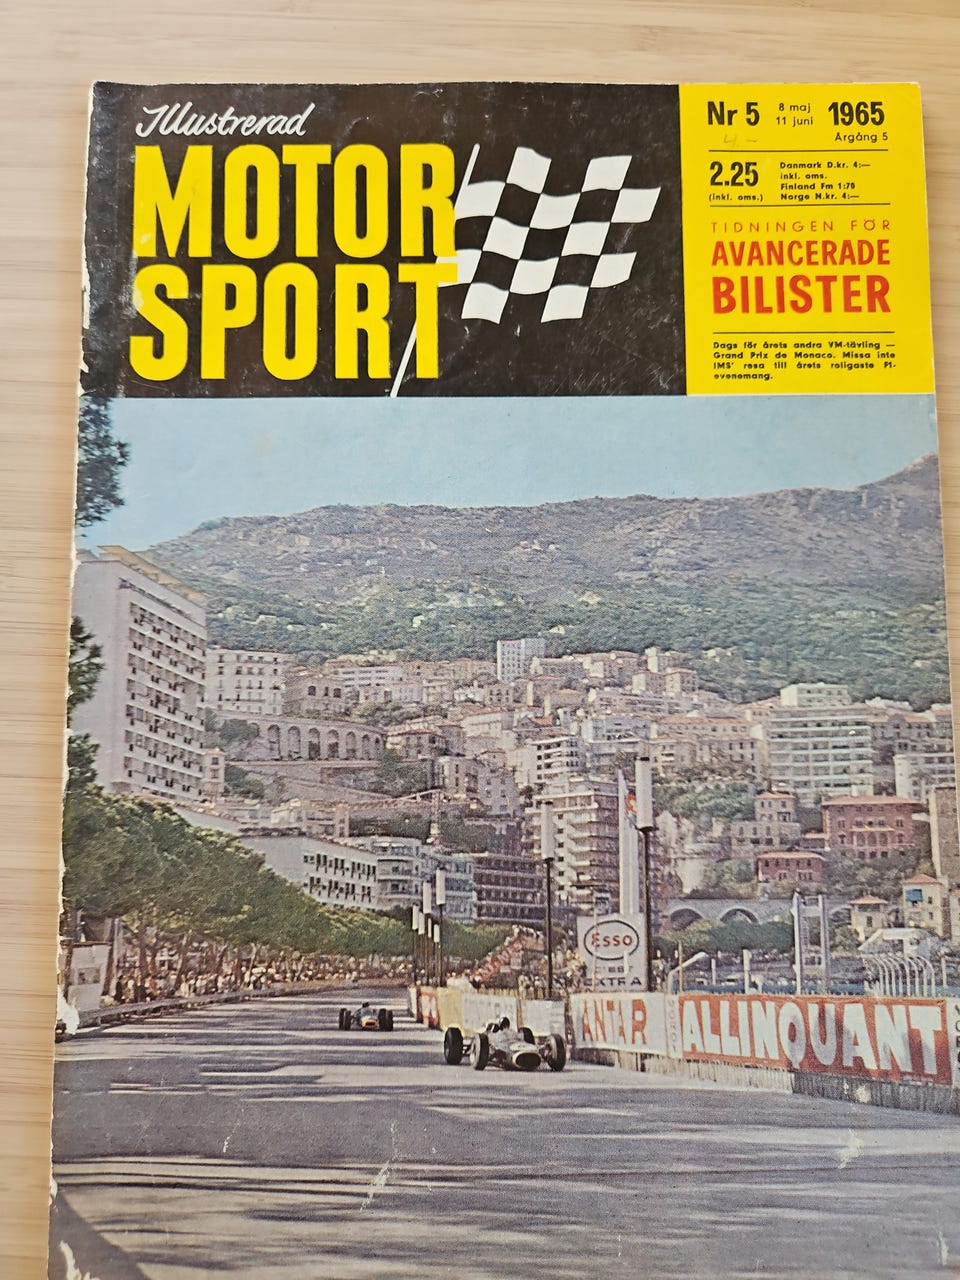 Illustrerad
MOTOR
SPORT
Nr 5 8 maj 11 juni 1965
Årgång 5
4.-
2.25
(inkl. oms.)
Danmark D.kr. 4:—
inkl. oms.
Finland Fm 1:70
Norge N.kr. 4:—
TIDNINGEN FÖR
AVANCERADE
BILISTER
Dags för årets andra VM-tävling —
Grand Prix de Monaco. Missa inte
IMS' resa till årets roligaste F1-
evenemang.
ESSO
EXTRA
ANTAR
ALLINQUANT